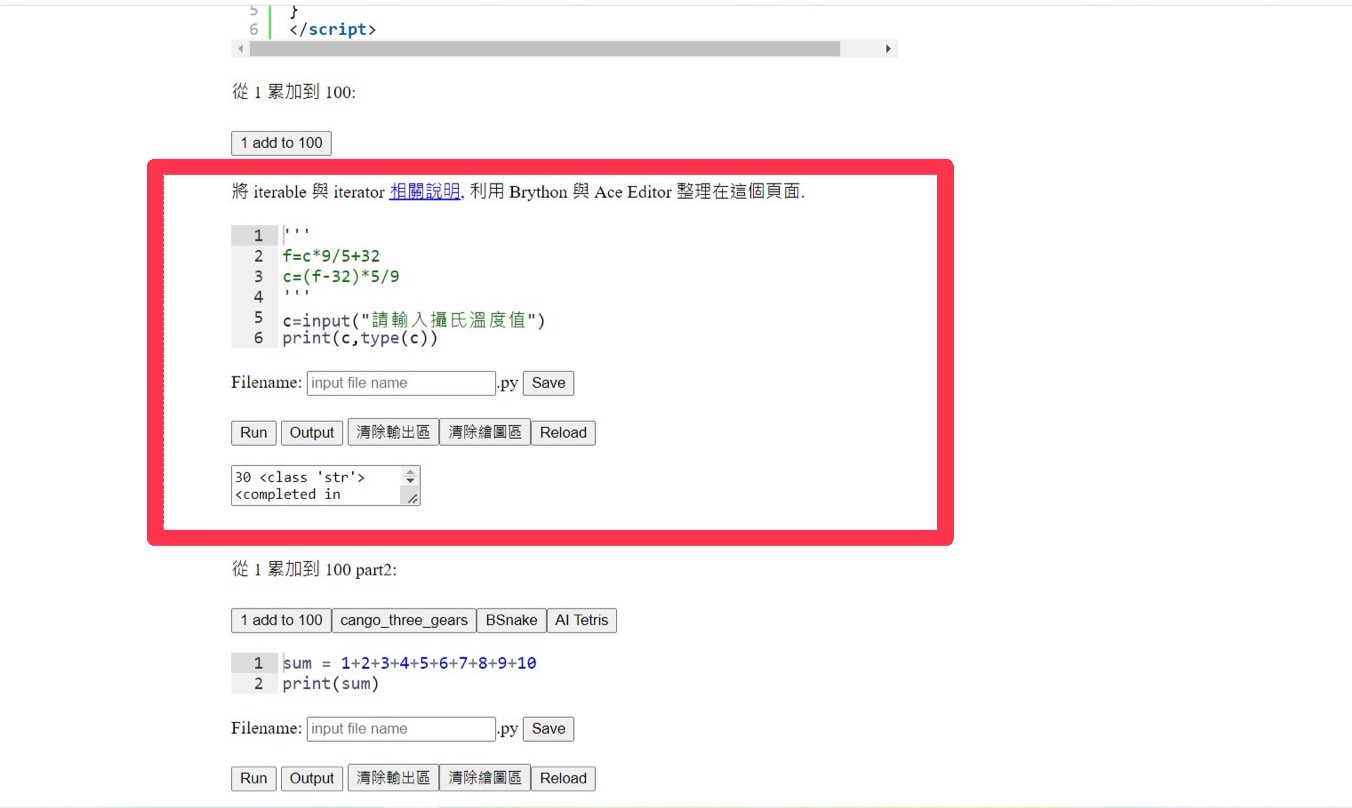 5 }
6 </script>
從 1 累加到 100:
1 add to 100
將 iterable 與 iterator 相關說明, 利用 Brython 與 Ace Editor 整理在這個頁面.
1 '''
2 f=c*9/5+32
3 c=(f-32)*5/9
4 '''
5 c=input("請輸入攝氏溫度值")
6 print(c,type(c))
Filename: input file name .py Save
Run Output 清除輸出區 清除繪圖區 Reload
30 <class 'str'>
<completed in
從 1 累加到 100 part2:
1 add to 100 cango_three_gears BSnake AI Tetris
1 sum = 1+2+3+4+5+6+7+8+9+10
2 print(sum)
Filename: input file name .py Save
Run Output 清除輸出區 清除繪圖區 Reload